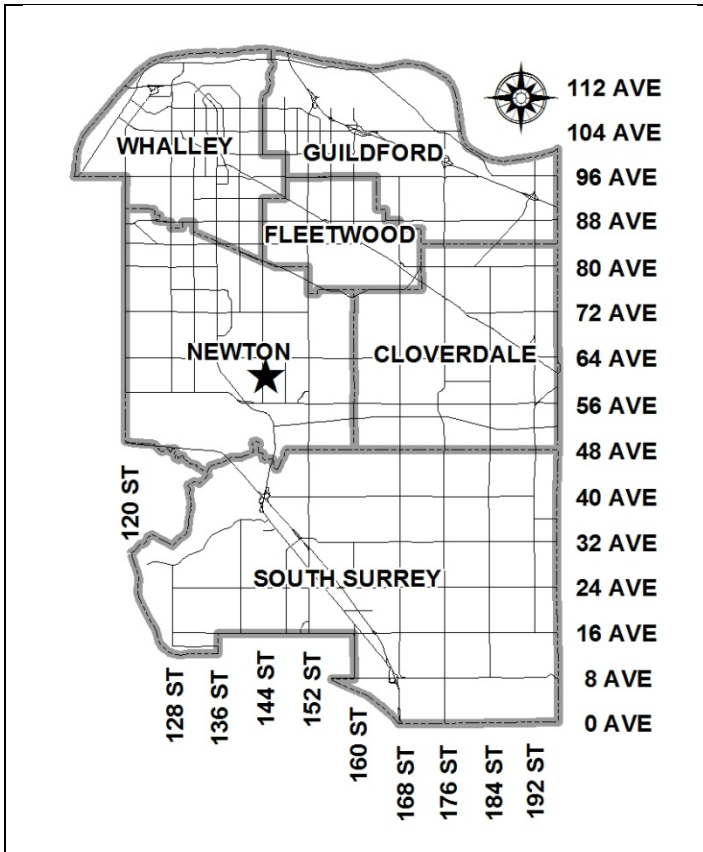 112 AVE
104 AVE
WHALLEY
GUILDFORD
96 AVE
88 AVE
FLEETWOOD
80 AVE
72 AVE
NEWTON
CLOVERDALE
64 AVE
56 AVE
48 AVE
120 ST
40 AVE
32 AVE
SOUTH SURREY
24 AVE
16 AVE
8 AVE
0 AVE
128 ST
136 ST
144 ST
152 ST
160 ST
168 ST
176 ST
184 ST
192 ST